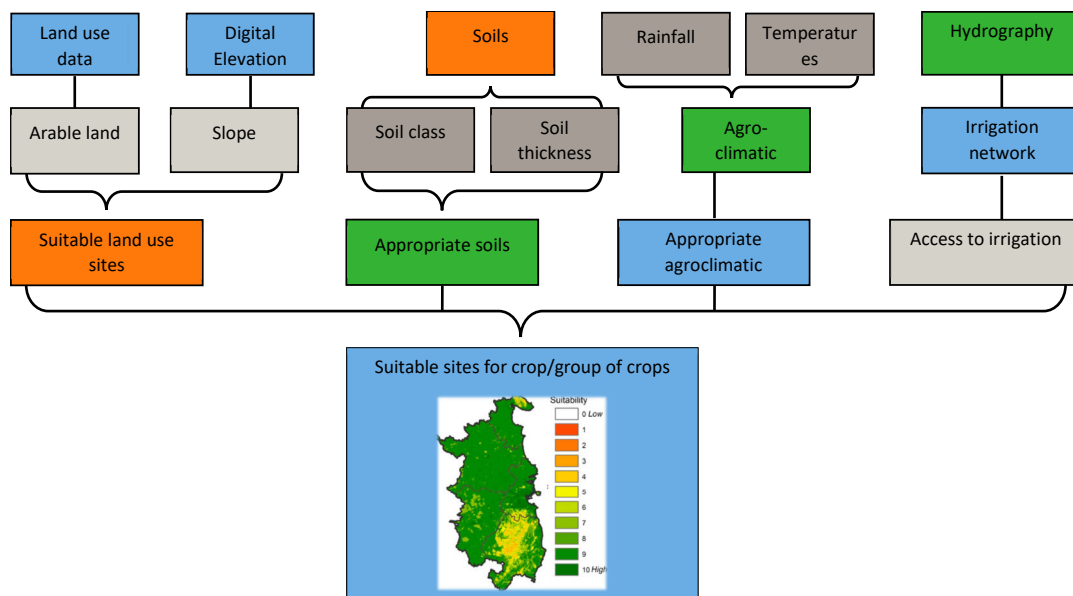 Land use
data
Digital
Elevation
Soils
Rainfall
Temperatur
es
Hydrography
Arable land
Slope
Soil class
Soil
thickness
Agro-
climatic
Irrigation
network
Suitable land use
sites
Appropriate soils
Appropriate
agroclimatic
Access to irrigation
Suitable sites for crop/group of crops
Suitability
0 Low
1
2
3
4
5
6
7
8
9
10 High